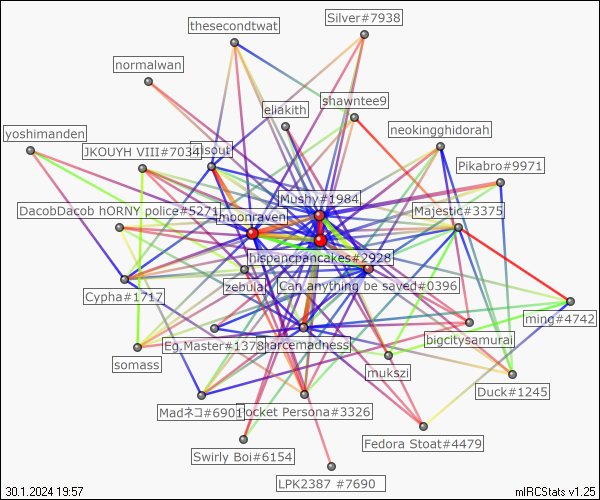 Silver#7938
thesecondtwat
normalwan
shawntee9
eliakith
neokingghidorah
yoshimanden
JKOUYH VIII#7034
isout
Pikabro#9971
Mushy#1984
DacobDacob hORNY police#5271
Majestic#3375
moonraven
hispancpancakes#2928
zebulai
Can anything be saved#0396
Cypha#1717
ming#4742
Eg.Master#1378
narcemadness
bigcitysamurai
somass
mukszi
Duck#1245
Madネコ#6901
Pocket Persona#3326
Fedora Stoat#4479
Swirly Boi#6154
LPK2387 #7690
30.1.2024 19:57
mIRCStats v1.25